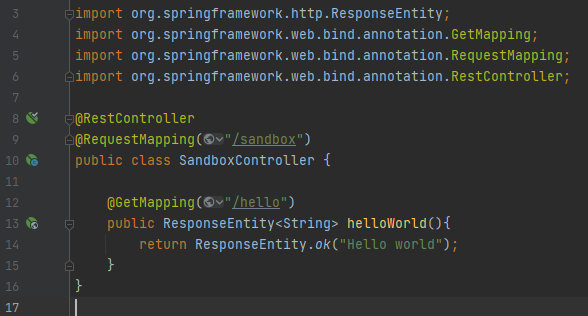 3 import org.springframework.http.ResponseEntity;
4 import org.springframework.web.bind.annotation.GetMapping;
5 import org.springframework.web.bind.annotation.RequestMapping;
6 import org.springframework.web.bind.annotation.RestController;
7
8 @RestController
9 @RequestMapping("/sandbox")
10 public class SandboxController {
11
12 @GetMapping("/hello")
13 public ResponseEntity<String> helloWorld(){
14 return ResponseEntity.ok("Hello world");
15 }
16 }
17